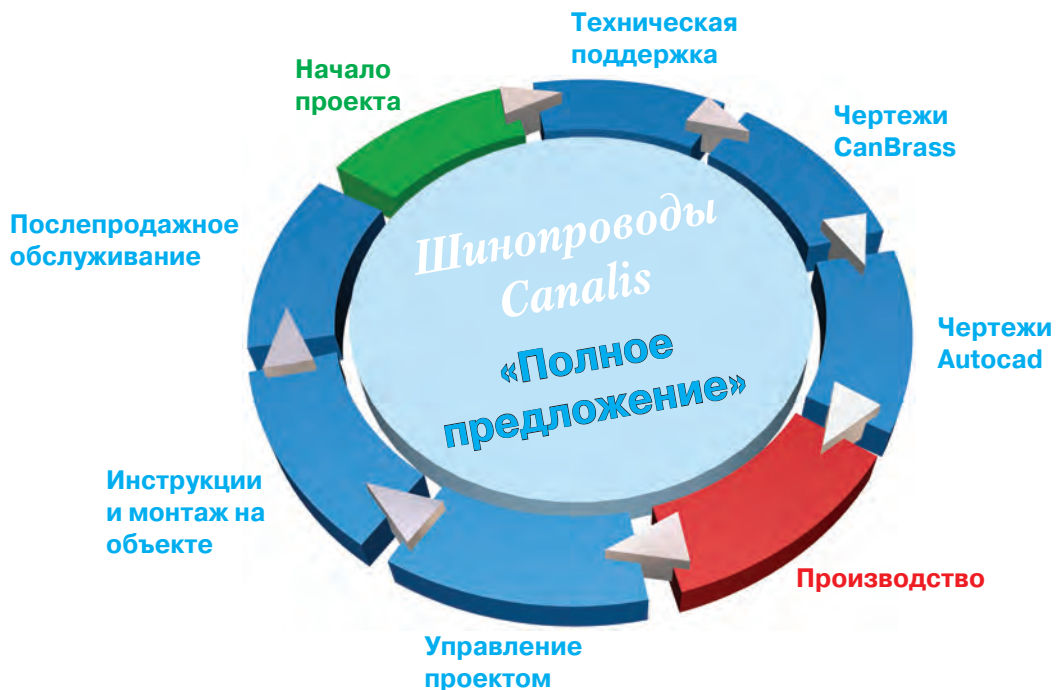 Техническая
поддержка
Начало
проекта
Чертежи
CanBrass
Послепродажное
обслуживание
Шинопроводы
Canalis
Чертежи
Autocad
«Полное
предложение»
Инструкции
и монтаж на
объекте
Производство
Управление
проектом